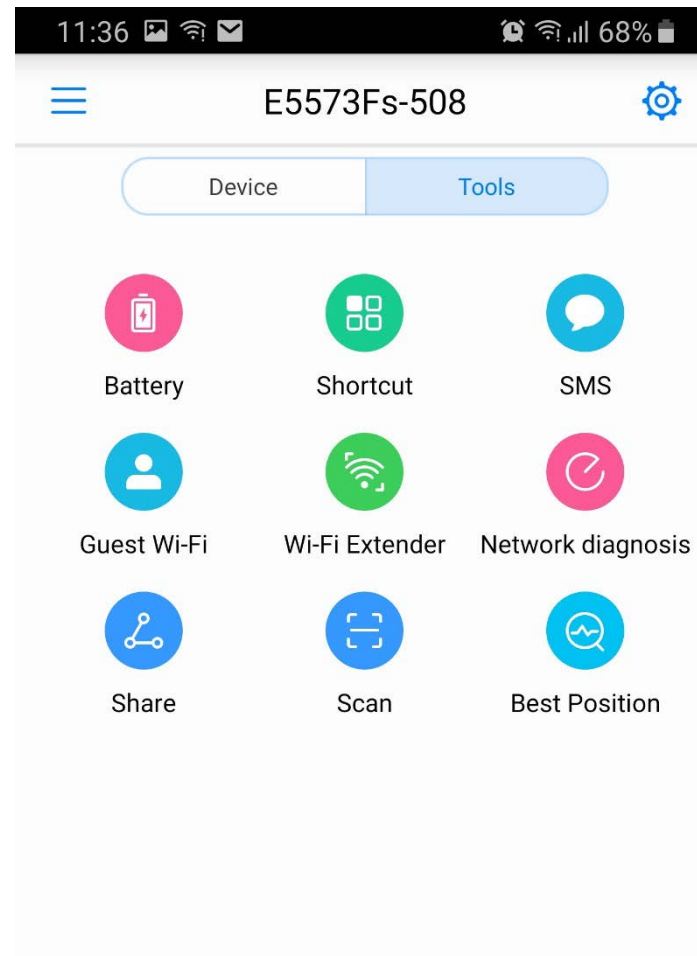 11:36 68%
E5573Fs-508
Device Tools
Battery Shortcut SMS
Guest Wi-Fi Wi-Fi Extender Network diagnosis
Share Scan Best Position